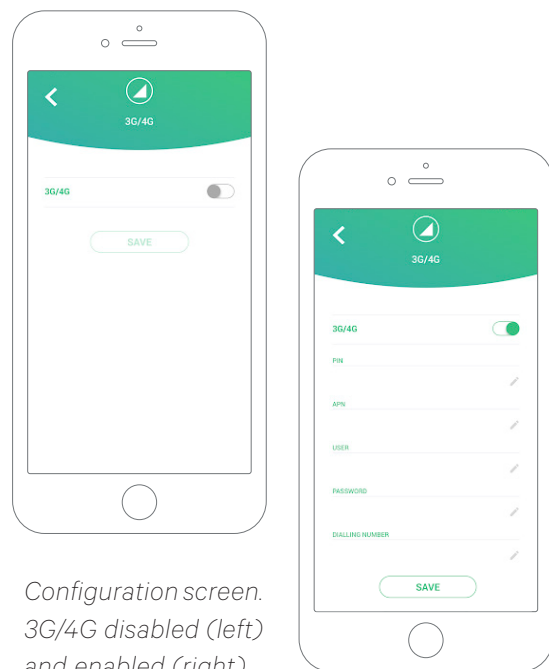 3G/4G
3G/4G
SAVE
3G/4G
3G/4G
PIN
APN
USER
PASSWORD
DIALLING NUMBER
SAVE
Configuration screen.
3G/4G disabled (left)
and enabled (right)